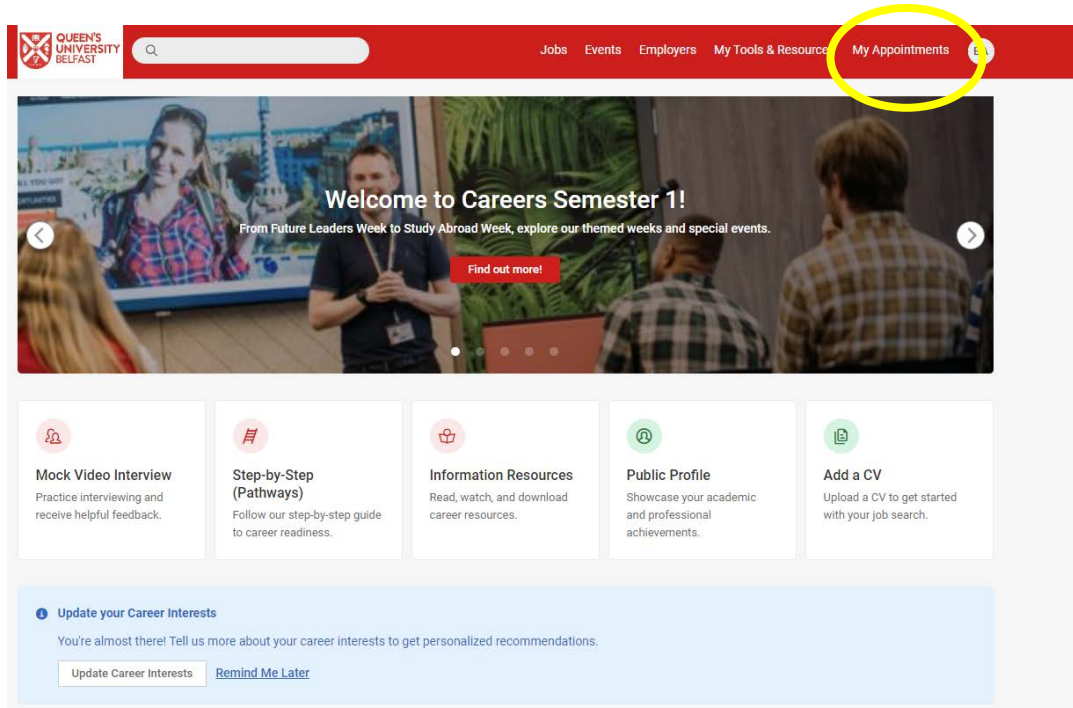 QUEEN'S
UNIVERSITY
BELFAST
Jobs Events Employers My Tools & Resource My Appointments
Welcome to Careers Semester 1!
From Future Leaders Week to Study Abroad Week, explore our themed weeks and special events.
Find out more!
Mock Video Interview
Practice interviewing and
receive helpful feedback.
Step-by-Step
(Pathways)
Follow our step-by-step guide
to career readiness.
Information Resources
Read, watch, and download
career resources.
Public Profile
Showcase your academic
and professional
achievements.
Add a CV
Upload a CV to get started
with your job search.
Update your Career Interests
You're almost there! Tell us more about your career interests to get personalized recommendations.
Update Career Interests Remind Me Later